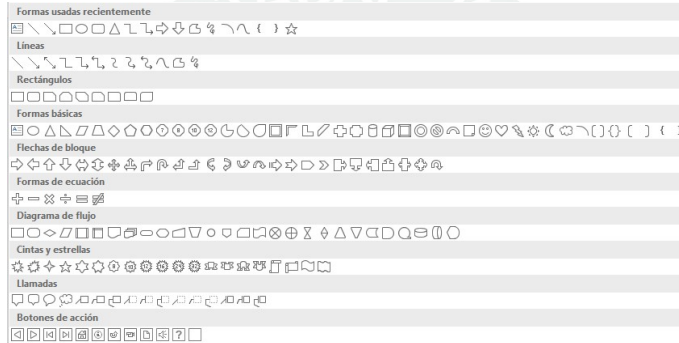 Formas usadas recientemente
Líneas
Rectángulos
Formas básicas
Flechas de bloque
Formas de ecuación
Diagrama de flujo
Cintas y estrellas
Llamadas
Botones de acción